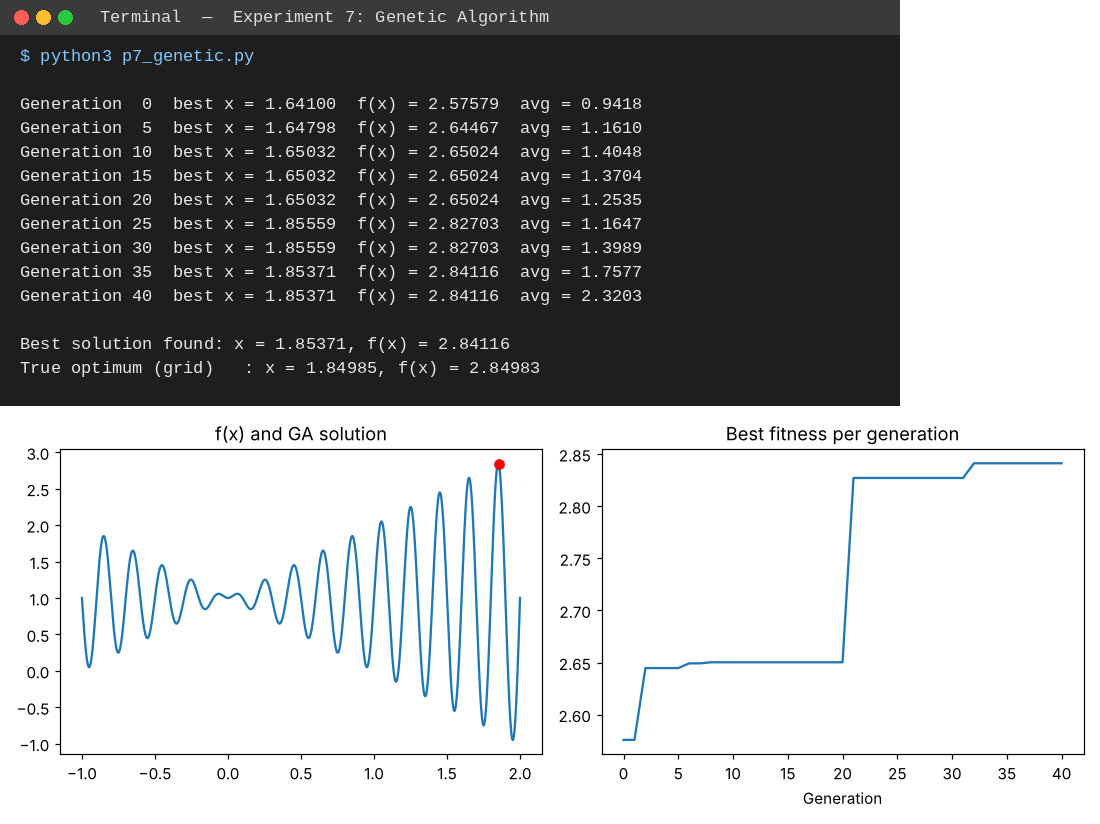 Terminal  —  Experiment 7: Genetic Algorithm
$ python3 p7_genetic.py
Generation  0  best x = 1.64100  f(x) = 2.57579  avg = 0.9418
Generation  5  best x = 1.64798  f(x) = 2.64467  avg = 1.1610
Generation 10  best x = 1.65032  f(x) = 2.65024  avg = 1.4048
Generation 15  best x = 1.65032  f(x) = 2.65024  avg = 1.3704
Generation 20  best x = 1.65032  f(x) = 2.65024  avg = 1.2535
Generation 25  best x = 1.85559  f(x) = 2.82703  avg = 1.1647
Generation 30  best x = 1.85559  f(x) = 2.82703  avg = 1.3989
Generation 35  best x = 1.85371  f(x) = 2.84116  avg = 1.7577
Generation 40  best x = 1.85371  f(x) = 2.84116  avg = 2.3203
Best solution found: x = 1.85371, f(x) = 2.84116
True optimum (grid)   : x = 1.84985, f(x) = 2.84983
f(x) and GA solution
3.0
2.5
2.0
1.5
1.0
0.5
0.0
−0.5
−1.0
−1.0 −0.5 0.0 0.5 1.0 1.5 2.0
Best fitness per generation
2.85
2.80
2.75
2.70
2.65
2.60
0 5 10 15 20 25 30 35 40
Generation